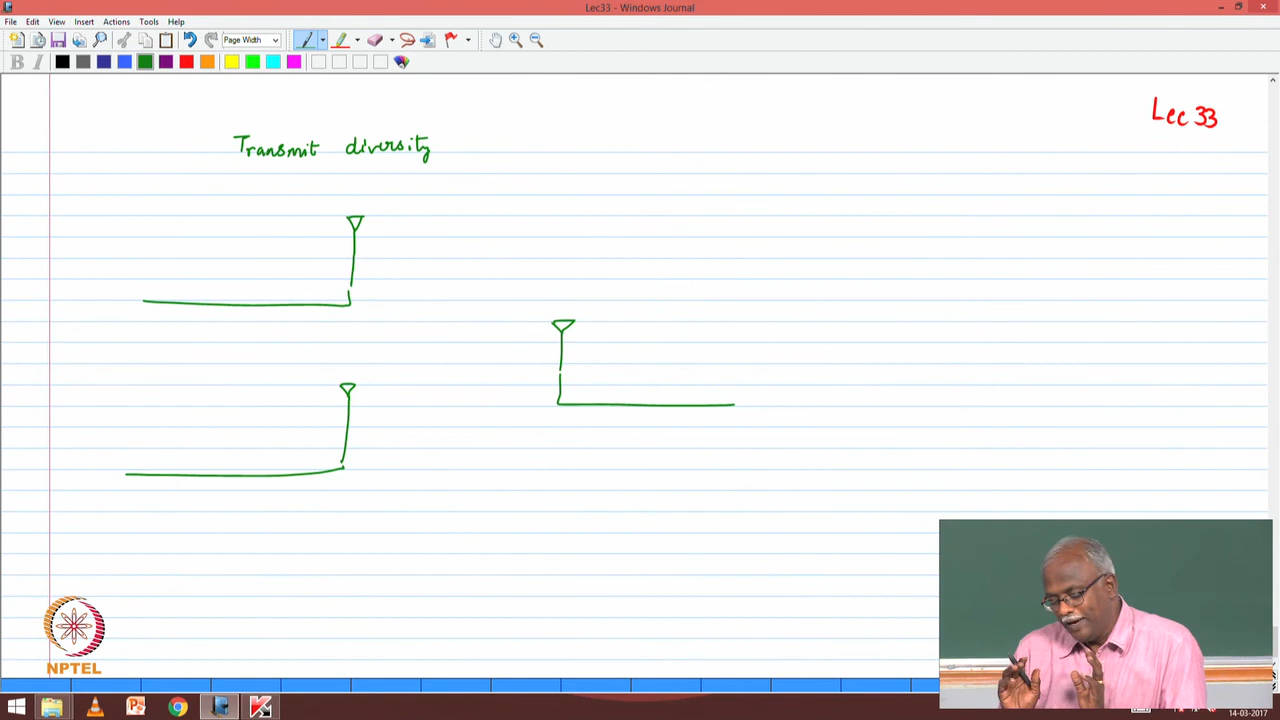 Lec33 - Windows Journal
File Edit View Insert Actions Tools Help
Page Width
B I
Lec 33
Transmit diversity
NPTEL
14-03-2017